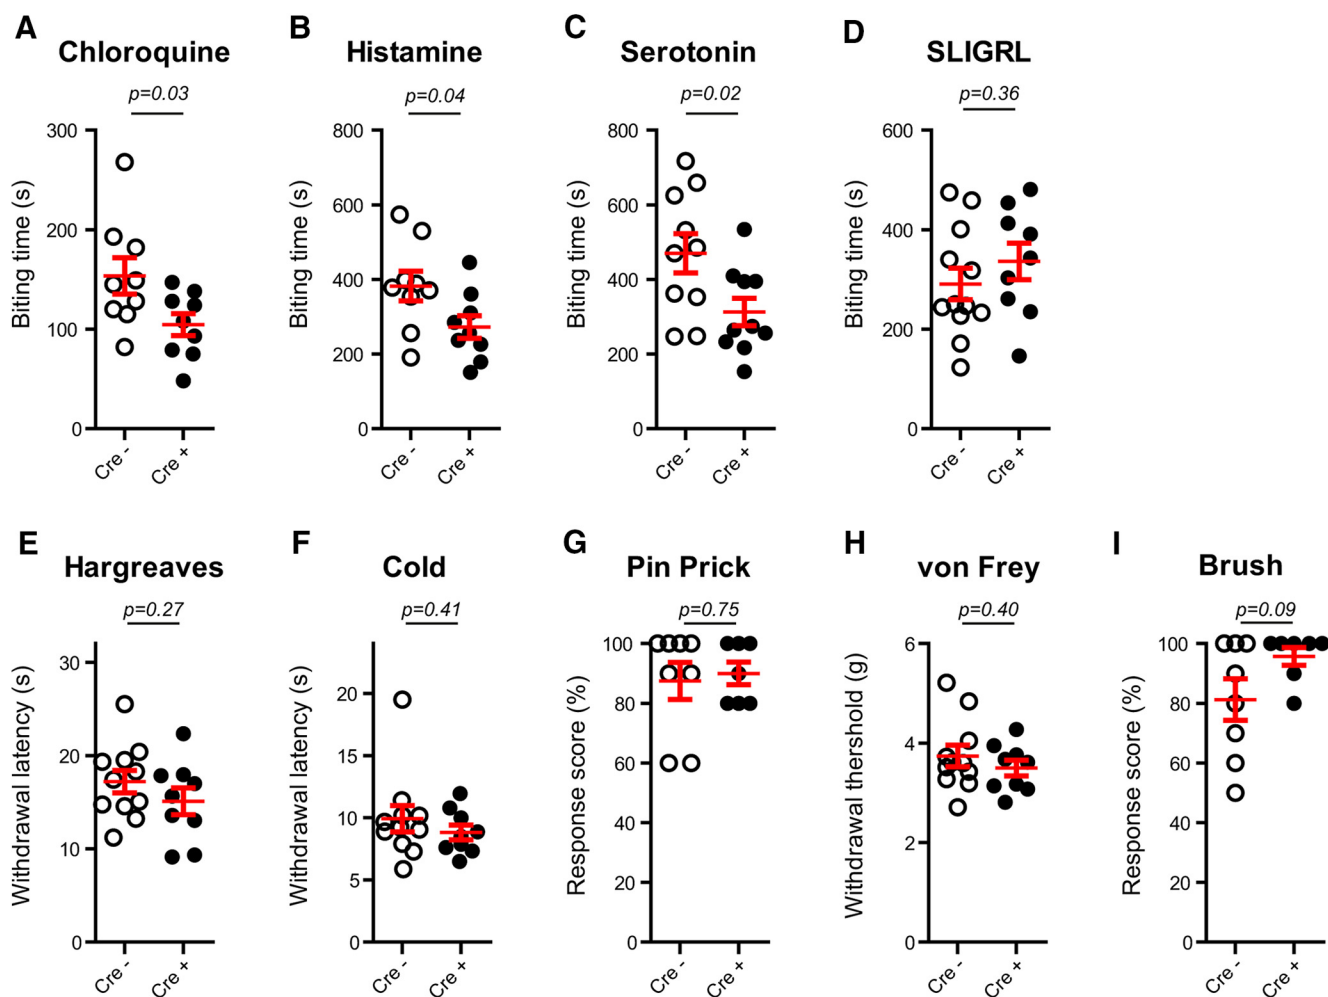 A
Chloroquine
p=0.03
Biting time (s)
300
200
100
0
Cre -
Cre +
B
Histamine
p=0.04
Biting time (s)
800
600
400
200
0
Cre -
Cre +
C
Serotonin
p=0.02
Biting time (s)
800
600
400
200
0
Cre -
Cre +
D
SLIGRL
p=0.36
Biting time (s)
600
400
200
0
Cre -
Cre +
E
Hargreaves
p=0.27
Withdrawal latency (s)
30
20
10
0
Cre -
Cre +
F
Cold
p=0.41
Withdrawal latency (s)
20
15
10
5
0
Cre -
Cre +
G
Pin Prick
p=0.75
Response score (%)
100
80
60
40
20
0
Cre -
Cre +
H
von Frey
p=0.40
Withdrawal thershold (g)
6
4
2
0
Cre -
Cre +
I
Brush
p=0.09
Response score (%)
100
80
60
40
20
0
Cre -
Cre +